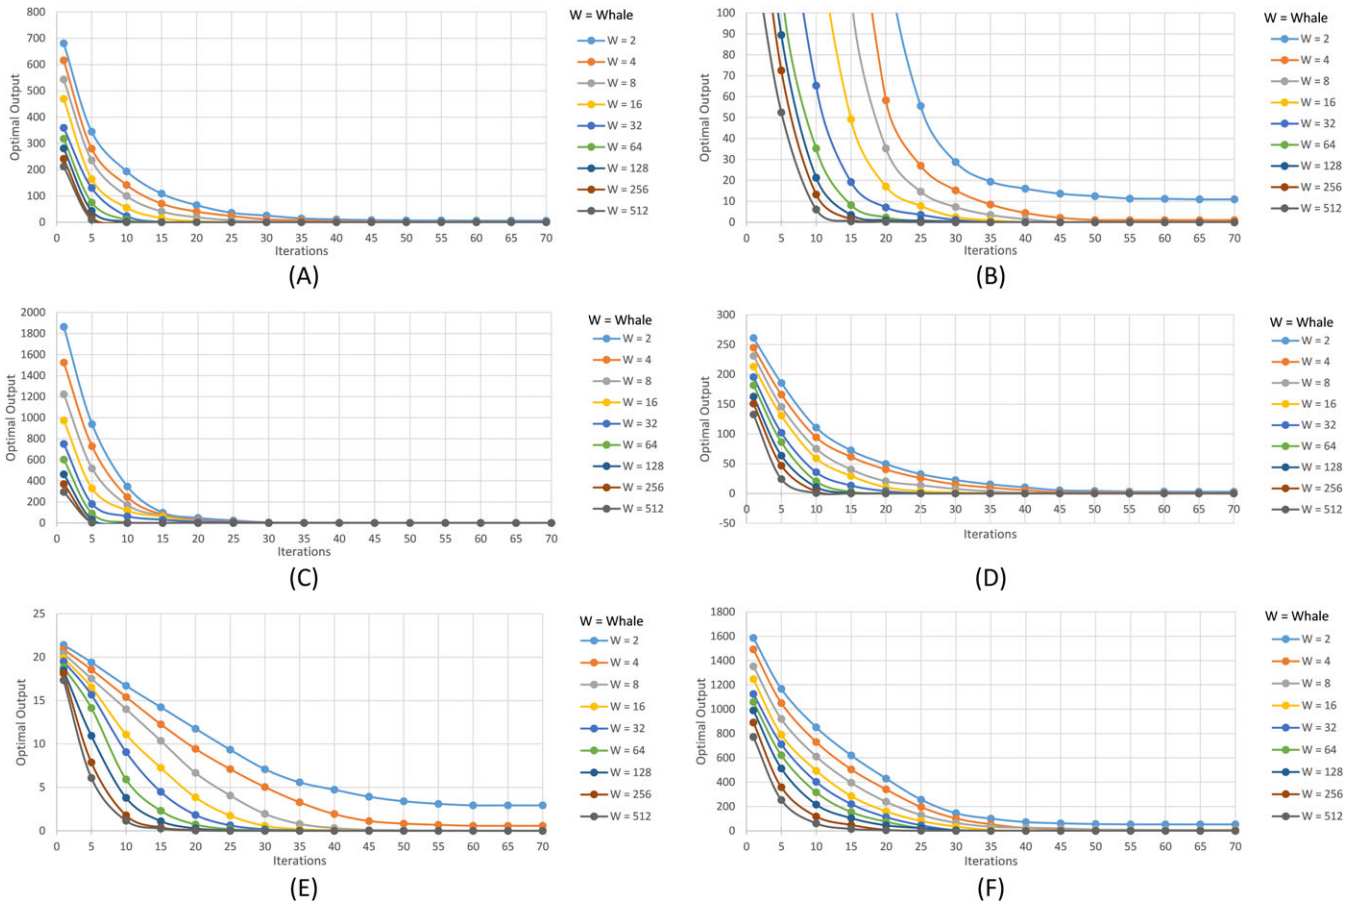 W = Whale
800
700
600
500
400
300
200
100
0
Optimal Output
0 5 10 15 20 25 30 35 40 45 50 55 60 65 70
Iterations
W = 2
W = 4
W = 8
W = 16
W = 32
W = 64
W = 128
W = 256
W = 512
(A)
W = Whale
100
90
80
70
60
50
40
30
20
10
0
Optimal Output
0 5 10 15 20 25 30 35 40 45 50 55 60 65 70
Iterations
W = 2
W = 4
W = 8
W = 16
W = 32
W = 64
W = 128
W = 256
W = 512
(B)
W = Whale
2000
1800
1600
1400
1200
1000
800
600
400
200
0
Optimal Output
0 5 10 15 20 25 30 35 40 45 50 55 60 65 70
Iterations
W = 2
W = 4
W = 8
W = 16
W = 32
W = 64
W = 128
W = 256
W = 512
(C)
W = Whale
300
250
200
150
100
50
0
-50
Optimal Output
0 5 10 15 20 25 30 35 40 45 50 55 60 65 70
Iterations
W = 2
W = 4
W = 8
W = 16
W = 32
W = 64
W = 128
W = 256
W = 512
(D)
W = Whale
25
20
15
10
5
0
Optimal Output
0 5 10 15 20 25 30 35 40 45 50 55 60 65 70
Iterations
W = 2
W = 4
W = 8
W = 16
W = 32
W = 64
W = 128
W = 256
W = 512
(E)
W = Whale
1800
1600
1400
1200
1000
800
600
400
200
0
Optimal Output
0 5 10 15 20 25 30 35 40 45 50 55 60 65 70
Iterations
W = 2
W = 4
W = 8
W = 16
W = 32
W = 64
W = 128
W = 256
W = 512
(F)